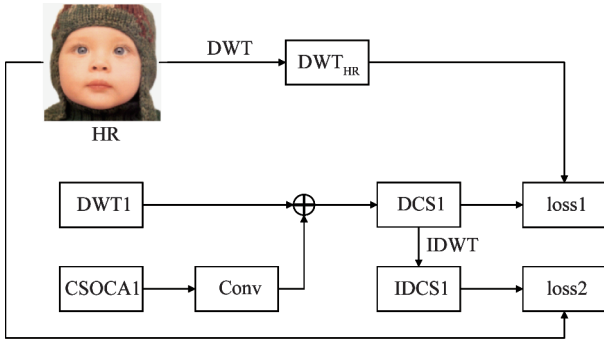 DWT
DWT_HR
HR
DWT1
DCS1
loss1
IDWT
CSOCA1
Conv
IDCS1
loss2